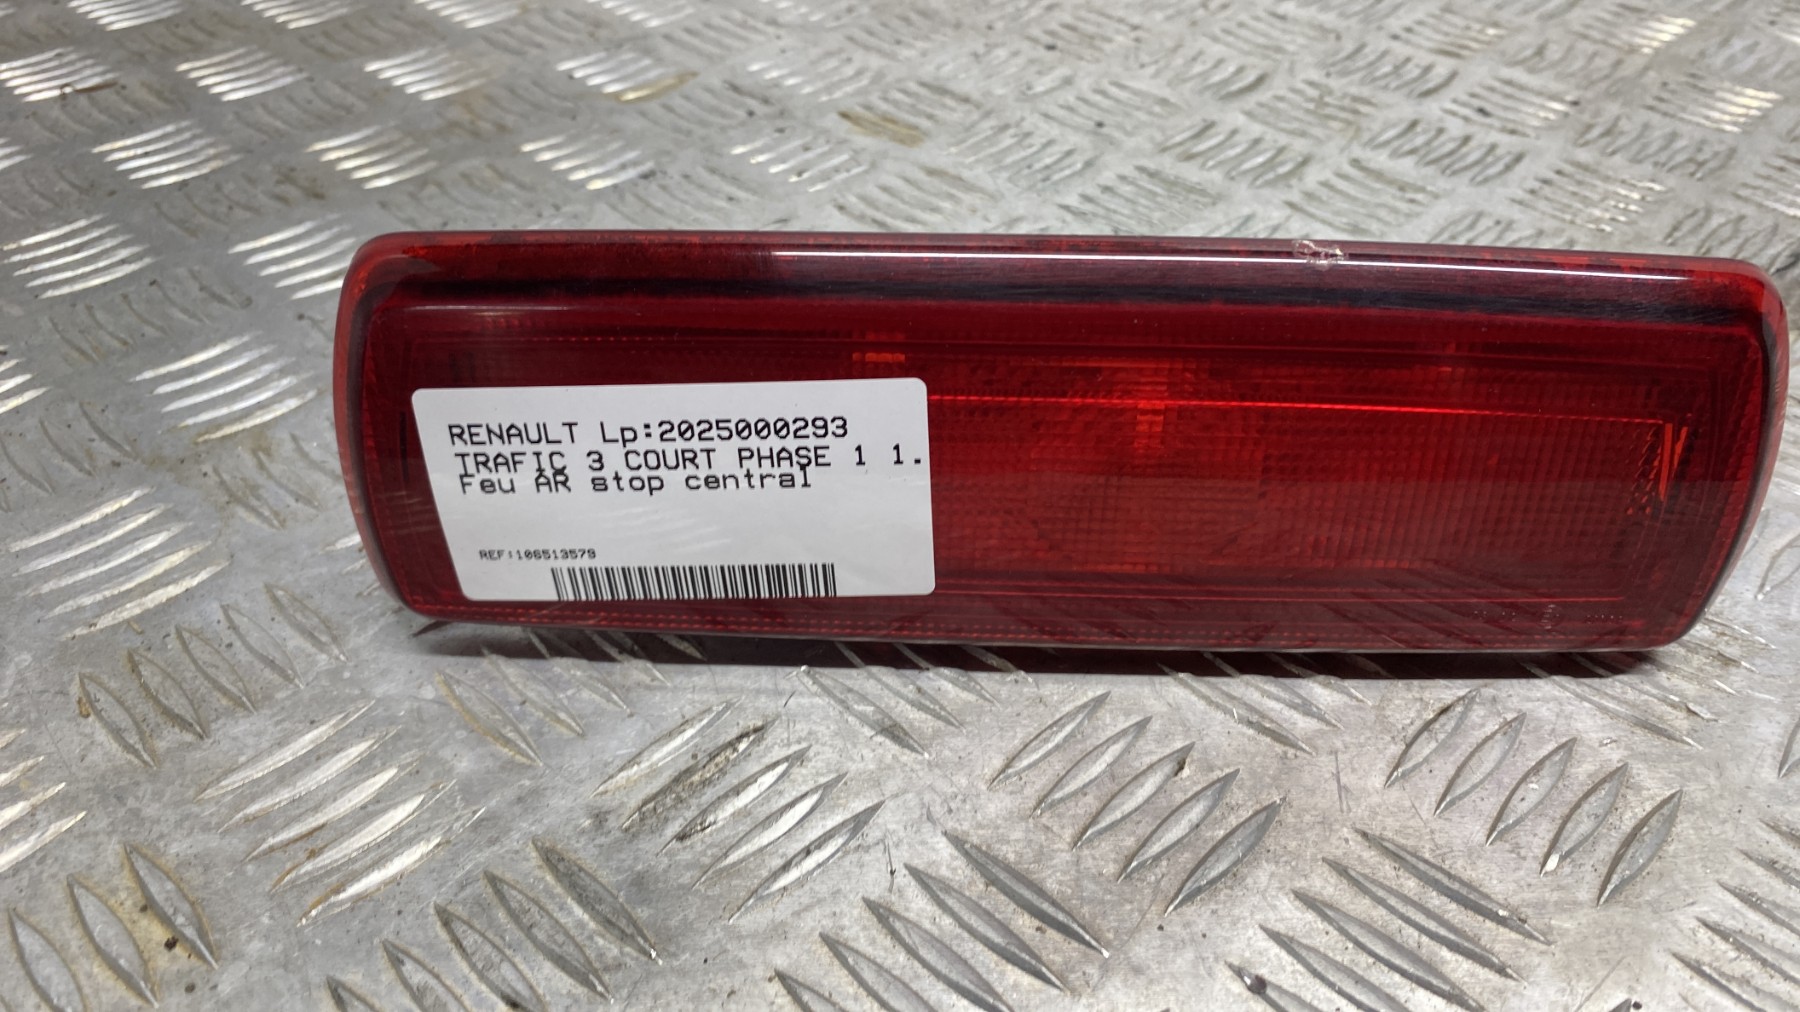 RENAULT Lp:2025000293
TRAFIC 3 COURT PHASE 1 1.
Feu AR stop central
REF:106513579